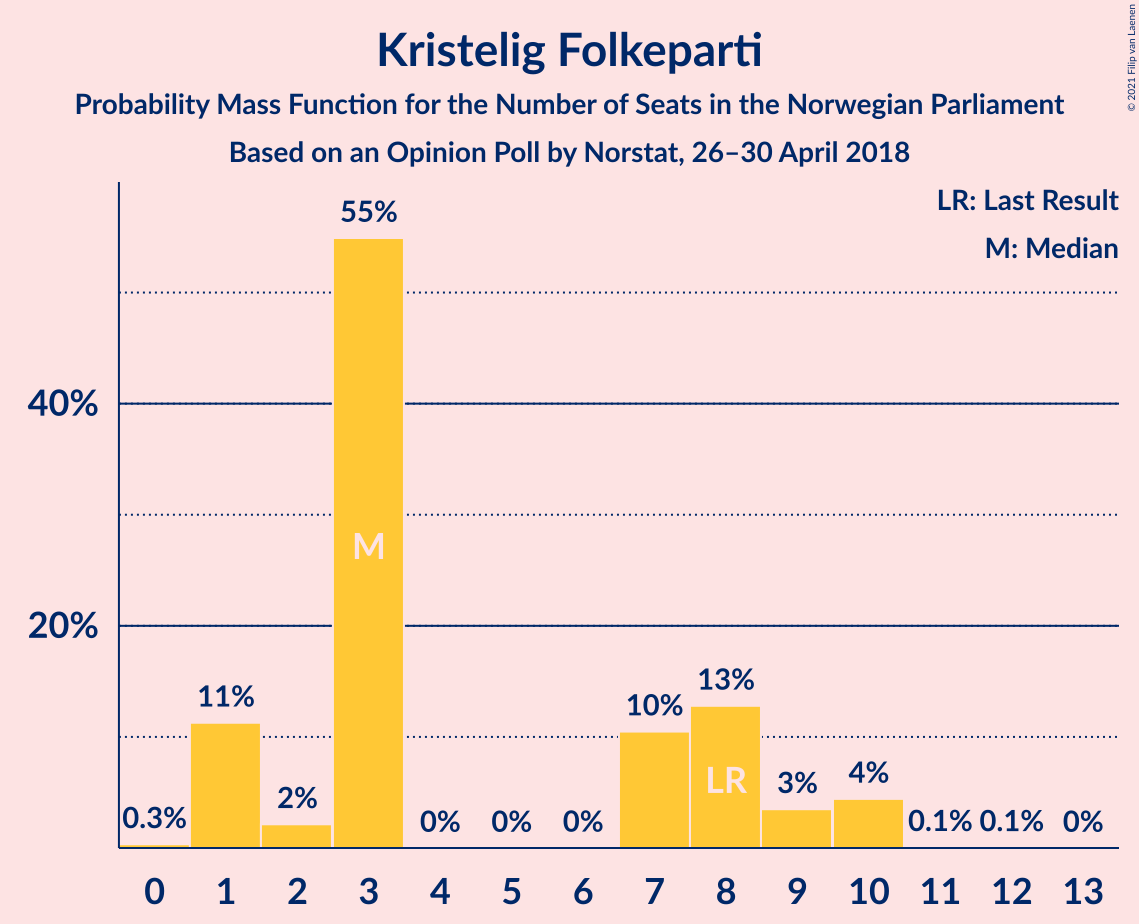 Kristelig Folkeparti
Probability Mass Function for the Number of Seats in the Norwegian Parliament
Based on an Opinion Poll by Norstat, 26–30 April 2018
© 2021 Filip van Laenen
LR: Last Result
M: Median
55%
40%
M
20%
11%
13%
10%
LR
0.3%
2%
0%
0%
0%
3%
4%
0.1%
0.1%
0%
0 1 2 3 4 5 6 7 8 9 10 11 12 13